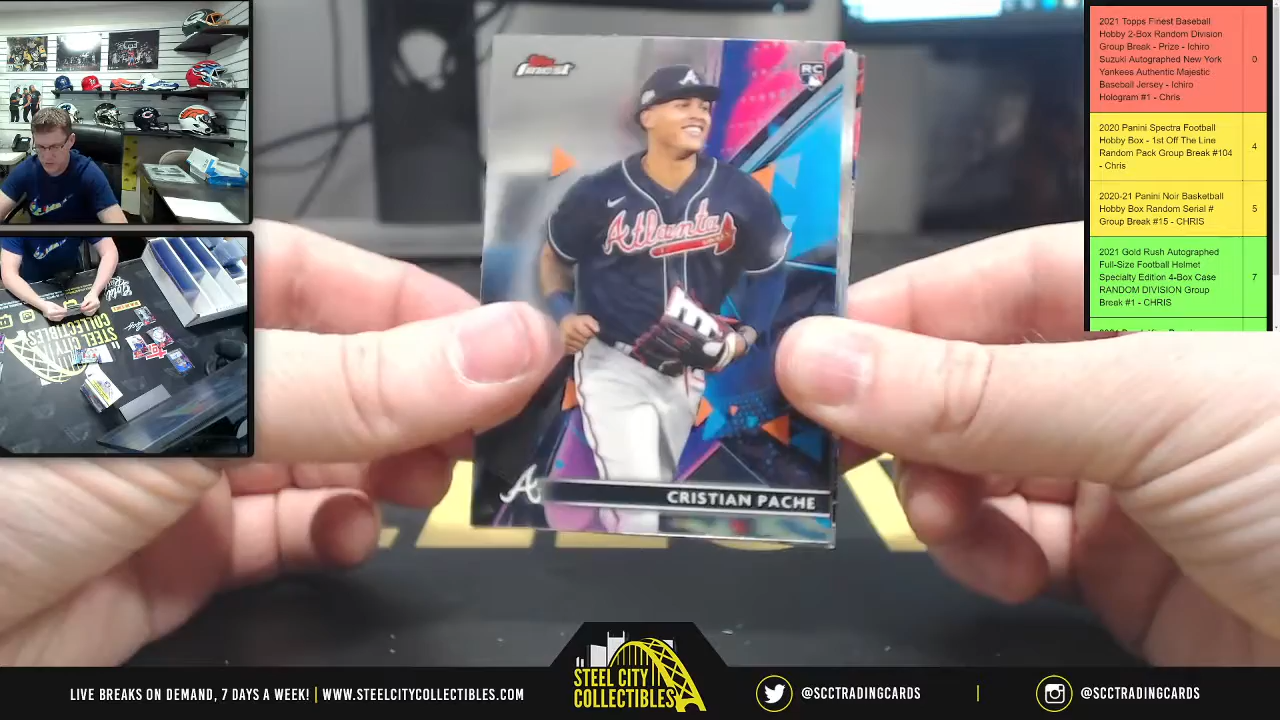 2021 Topps Finest Baseball
Hobby 2-Box Random Division
Group Break - Prize - Ichiro
Suzuki Autographed New York
Yankees Authentic Majestic
Baseball Jersey - Ichiro
Hologram #1 - Chris
0
2020 Panini Spectra Football
Hobby Box - 1st Off The Line
Random Pack Group Break #104
- Chris
4
2020-21 Panini Noir Basketball
Hobby Box Random Serial #
Group Break #15 - CHRIS
5
2021 Gold Rush Autographed
Full-Size Football Helmet
Specialty Edition 4-Box Case
RANDOM DIVISION Group
Break #1 - CHRIS
7
Topps
finest
RC
A
Atlanta
A
CRISTIAN PACHE
STEEL CITY
COLLECTIBLES
LIVE BREAKS ON DEMAND, 7 DAYS A WEEK! | WWW.STEELCITYCOLLECTIBLES.COM
STEEL CITY
COLLECTIBLES
@SCCTRADINGCARDS | @SCCTRADINGCARDS